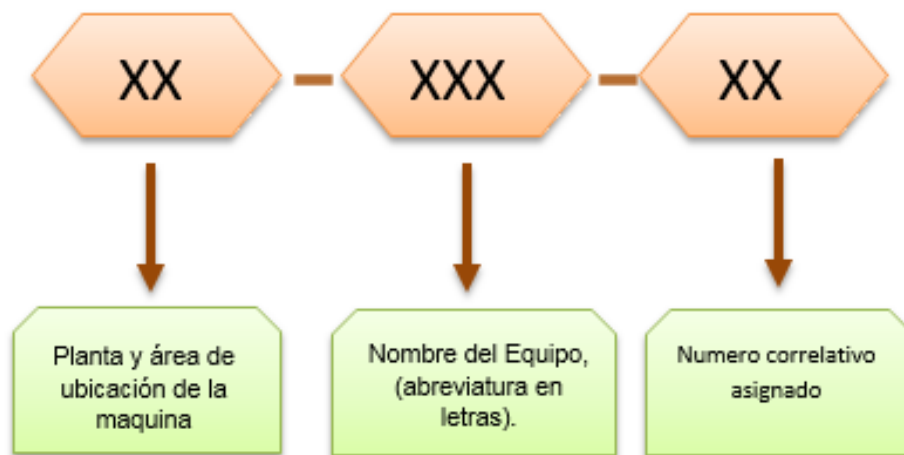 XX - XXX - XX
Planta y área de
ubicación de la
maquina
Nombre del Equipo,
(abreviatura en
letras).
Numero correlativo
asignado